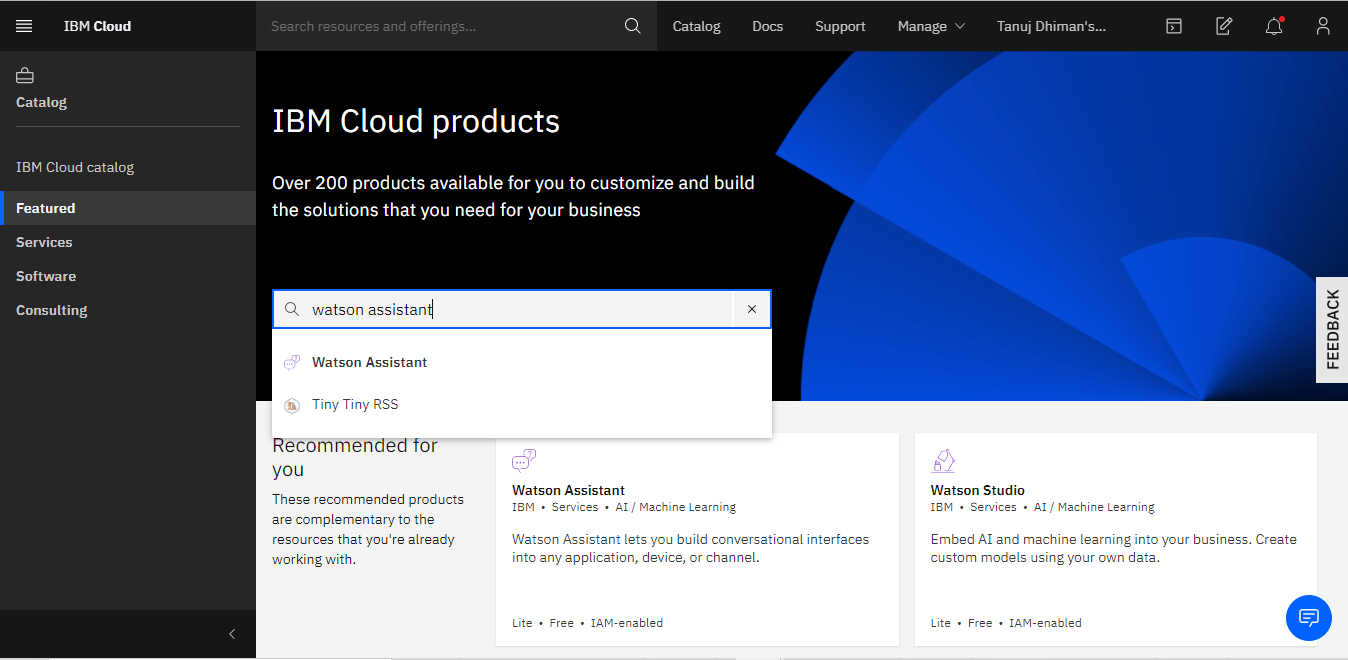 IBM Cloud
Search resources and offerings...
Catalog
Docs
Support
Manage
Tanuj Dhiman's...
Catalog
IBM Cloud catalog
Featured
Services
Software
Consulting
IBM Cloud products
Over 200 products available for you to customize and build
the solutions that you need for your business
watson assistant
Watson Assistant
Tiny Tiny RSS
FEEDBACK
Recommended for
you
These recommended products
are complementary to the
resources that you're already
working with.
Watson Assistant
IBM • Services • AI / Machine Learning
Watson Assistant lets you build conversational interfaces
into any application, device, or channel.
Lite • Free • IAM-enabled
Watson Studio
IBM • Services • AI / Machine Learning
Embed AI and machine learning into your business. Create
custom models using your own data.
Lite • Free • IAM-enabled